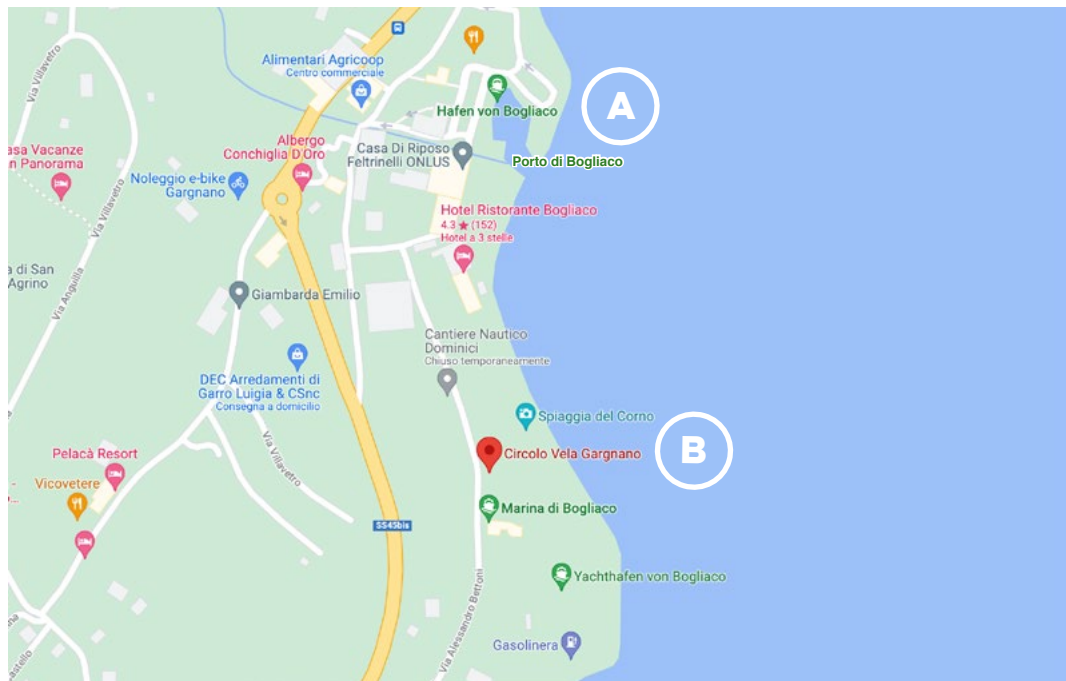 Via Villavetro
Alimentari Agricoop
Centro commerciale
Hafen von Bogliaco
A
Casa Di Riposo
Feltrinelli ONLUS
Porto di Bogliaco
Albergo
Conchiglia D'Oro
asa Vacanze
n Panorama
Noleggio e-bike
Gargnano
Via Villavetro
Hotel Ristorante Bogliaco
4.3 ★ (152)
Hotel a 3 stelle
a di San
Agrino
Via Anguilla
Giambarda Emilio
Cantiere Nautico
Dominici
Chiuso temporaneamente
DEC Arredamenti di
Garro Luigia & CSnc
Consegna a domicilio
Spiaggia del Corno
Circolo Vela Gargnano
B
Pelacà Resort
Vicovetere
Via Villavetro
Marina di Bogliaco
SS45bis
Yachthafen von Bogliaco
Via Alessandro Bettoni
Gasolinera